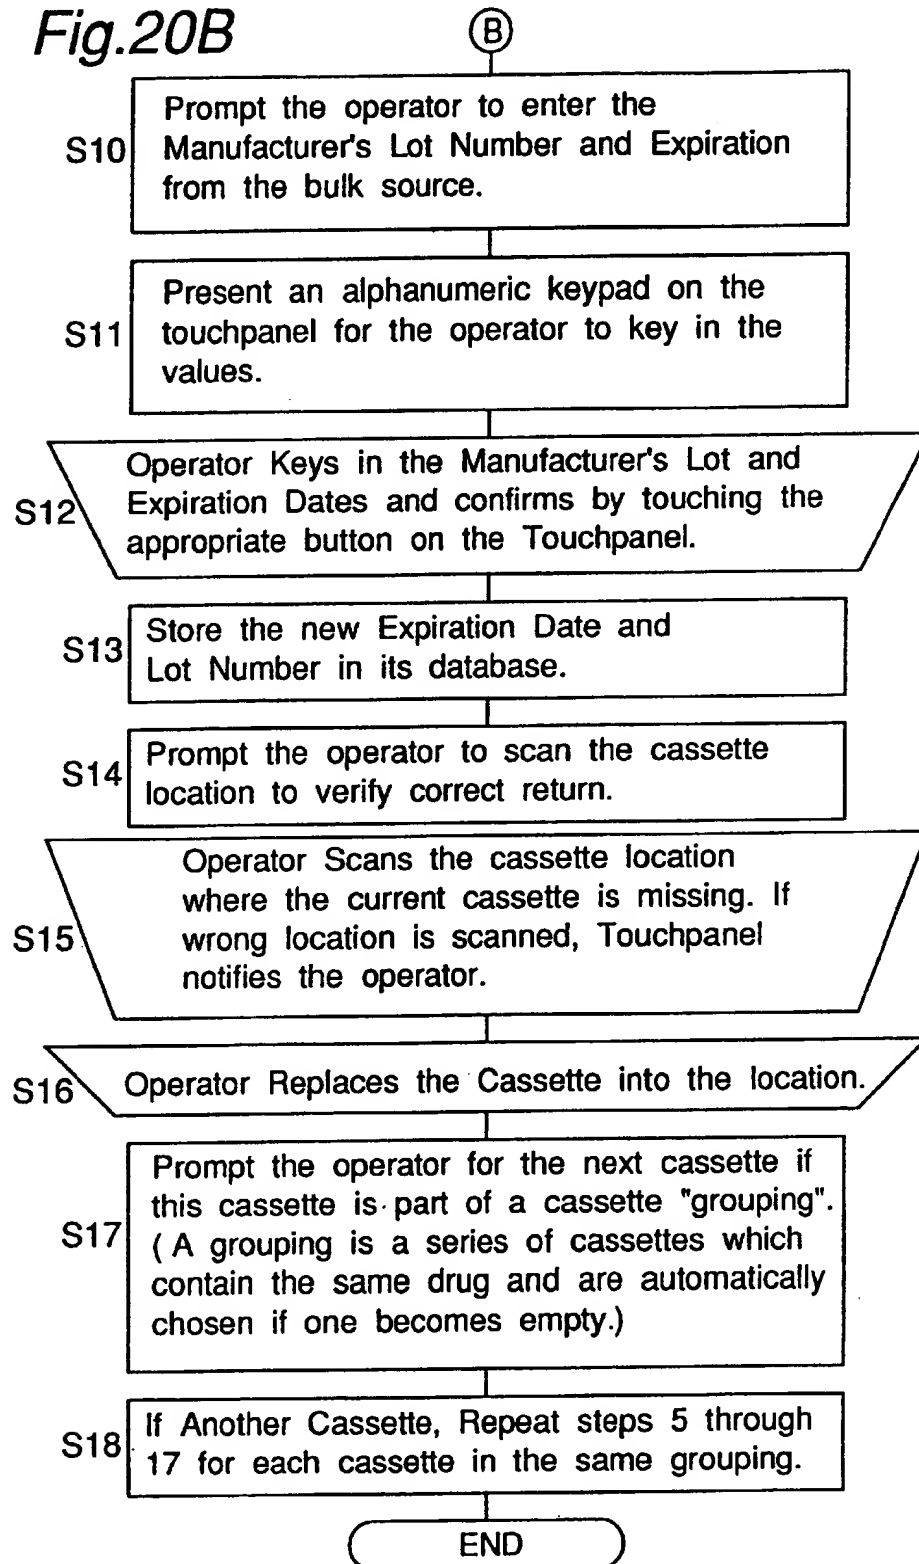 Fig.20B
B
S10
Prompt the operator to enter the
Manufacturer's Lot Number and Expiration
from the bulk source.
S11
Present an alphanumeric keypad on the
touchpanel for the operator to key in the
values.
S12
Operator Keys in the Manufacturer's Lot and
Expiration Dates and confirms by touching the
appropriate button on the Touchpanel.
S13
Store the new Expiration Date and
Lot Number in its database.
S14
Prompt the operator to scan the cassette
location to verify correct return.
S15
Operator Scans the cassette location
where the current cassette is missing. If
wrong location is scanned, Touchpanel
notifies the operator.
S16
Operator Replaces the Cassette into the location.
S17
Prompt the operator for the next cassette if
this cassette is part of a cassette "grouping".
( A grouping is a series of cassettes which
contain the same drug and are automatically
chosen if one becomes empty.)
S18
If Another Cassette, Repeat steps 5 through
17 for each cassette in the same grouping.
END